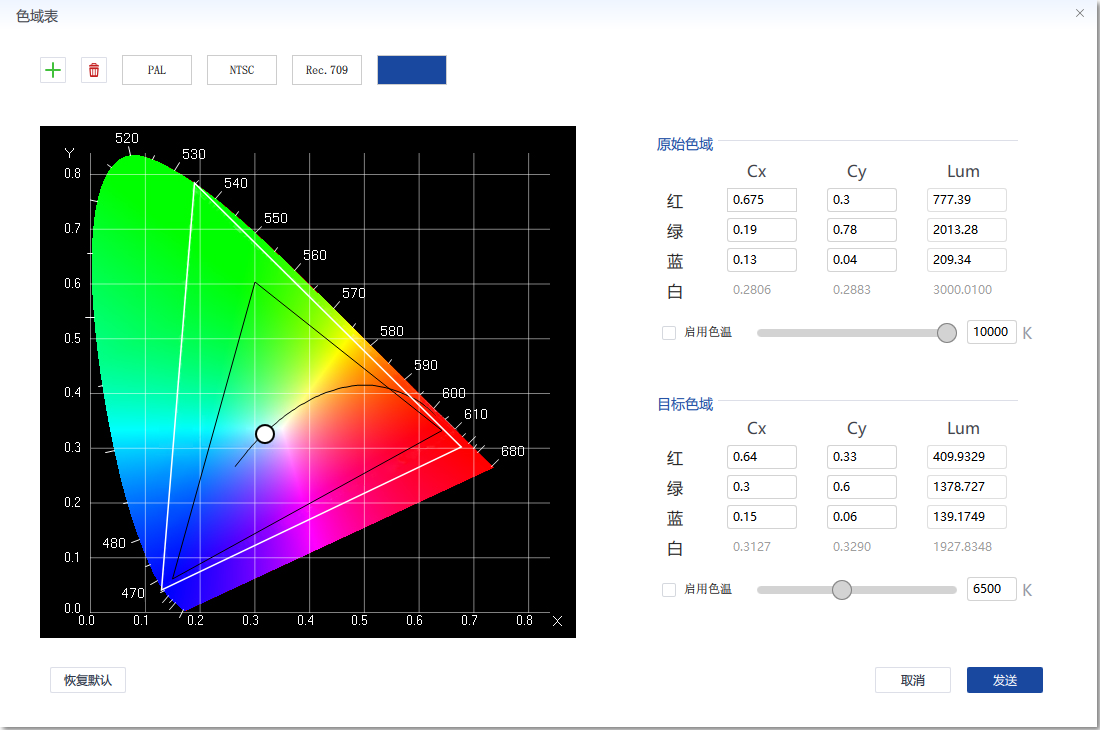 色域表
PAL NTSC Rec. 709
520
530
540
550
560
570
580
590
600
610
680
480
470
Y
0.8
0.7
0.6
0.5
0.4
0.3
0.2
0.1
0.0
0.0 0.1 0.2 0.3 0.4 0.5 0.6 0.7 0.8 X
原始色域
Cx Cy Lum
红 0.675 0.3 777.39
绿 0.19 0.78 2013.28
蓝 0.13 0.04 209.34
白 0.2806 0.2883 3000.0100
启用色温 10000 K
目标色域
Cx Cy Lum
红 0.64 0.33 409.9329
绿 0.3 0.6 1378.727
蓝 0.15 0.06 139.1749
白 0.3127 0.3290 1927.8348
启用色温 6500 K
恢复默认 取消 发送